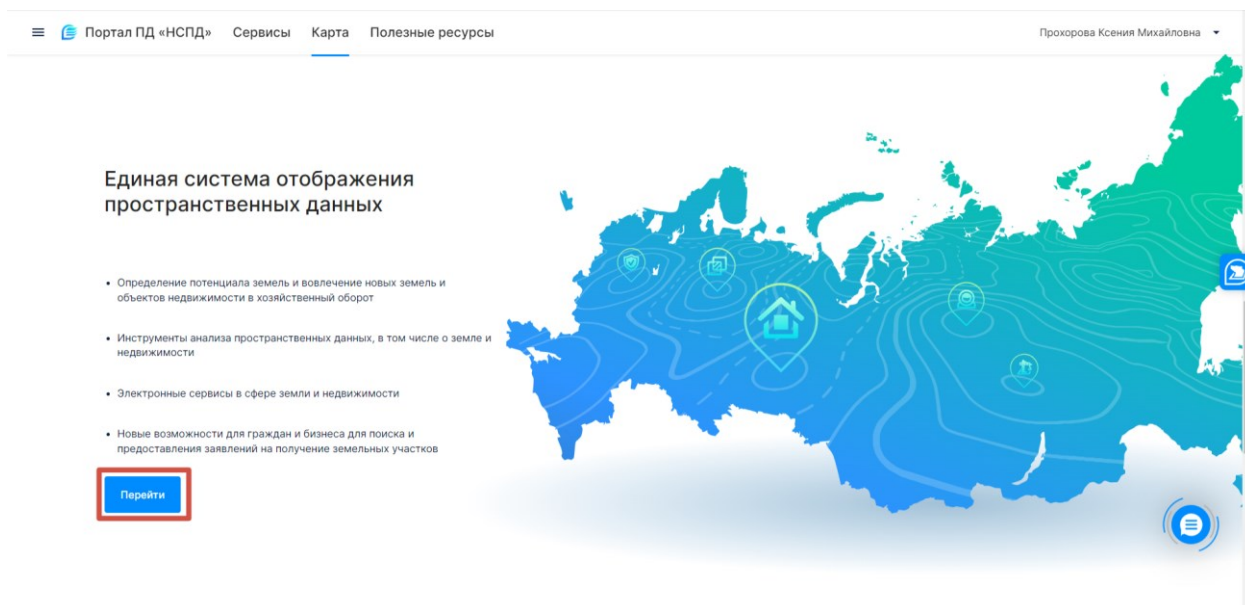 Портал ПД «НСПД» Сервисы Карта Полезные ресурсы Прохорова Ксения Михайловна
Единая система отображения
пространственных данных
• Определение потенциала земель и вовлечение новых земель и
объектов недвижимости в хозяйственный оборот
• Инструменты анализа пространственных данных, в том числе о земле и
недвижимости
• Электронные сервисы в сфере земли и недвижимости
• Новые возможности для граждан и бизнеса для поиска и
предоставления заявлений на получение земельных участков
Перейти